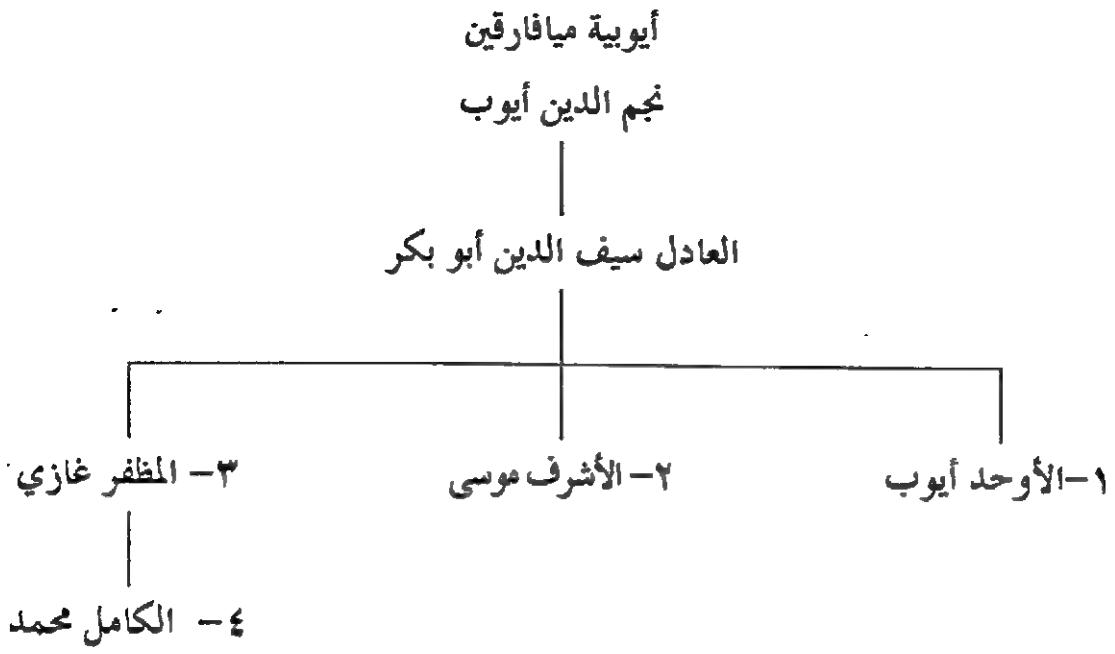 أيوبية ميافارقين
نجم الدين أيوب
العادل سيف الدين أبو بكر
١– الأوحد أيوب
٢– الأشرف موسى
٣– المظفر غازي
٤– الكامل محمد